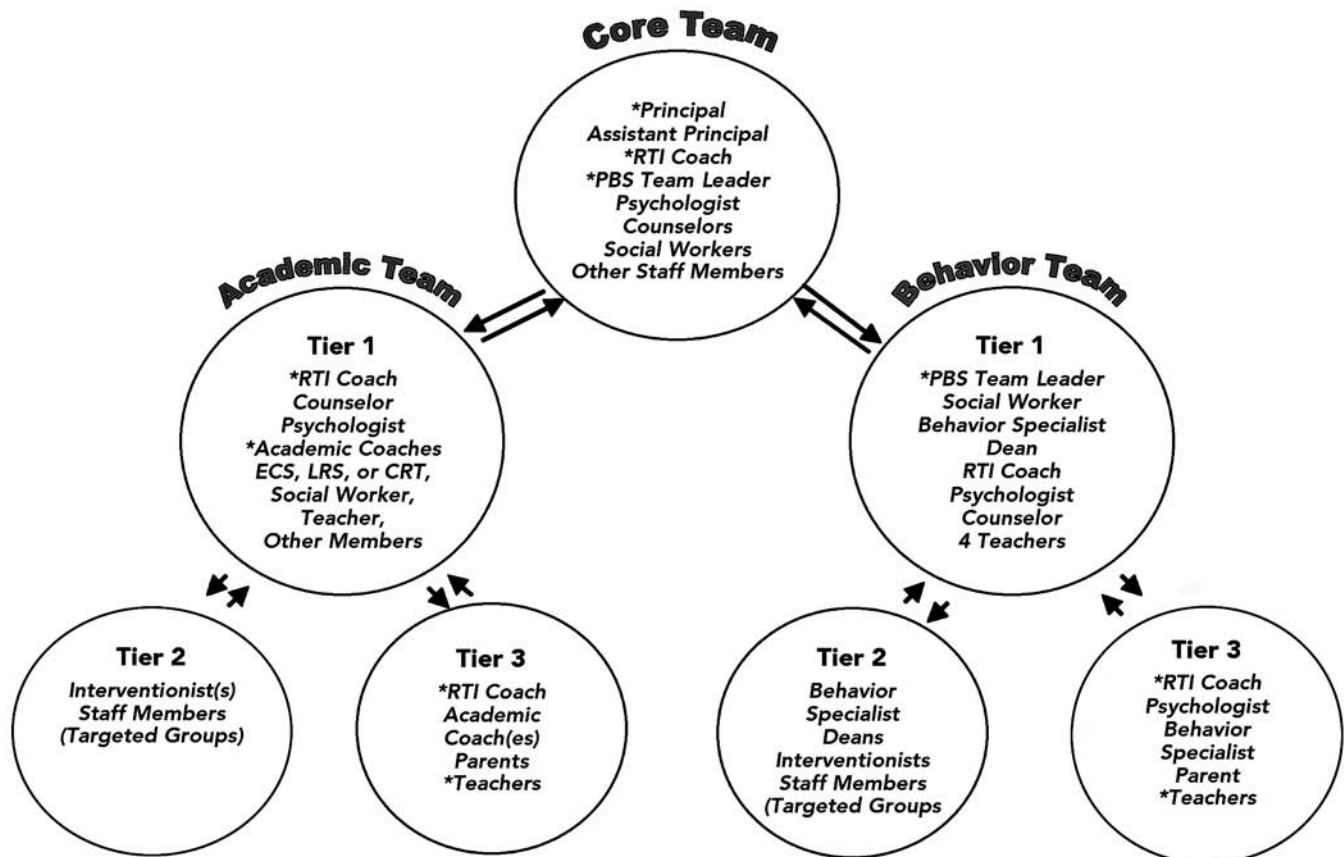 Core Team
*Principal
Assistant Principal
*RTI Coach
*PBS Team Leader
Psychologist
Counselors
Social Workers
Other Staff Members
Academic Team
Tier 1
*RTI Coach
Counselor
Psychologist
*Academic Coaches
ECS, LRS, or CRT,
Social Worker,
Teacher,
Other Members
Behavior Team
Tier 1
*PBS Team Leader
Social Worker
Behavior Specialist
Dean
RTI Coach
Psychologist
Counselor
4 Teachers
Tier 2
Interventionist(s)
Staff Members
(Targeted Groups)
Tier 3
*RTI Coach
Academic
Coach(es)
Parents
*Teachers
Tier 2
Behavior
Specialist
Deans
Interventionists
Staff Members
(Targeted Groups
Tier 3
*RTI Coach
Psychologist
Behavior
Specialist
Parent
*Teachers